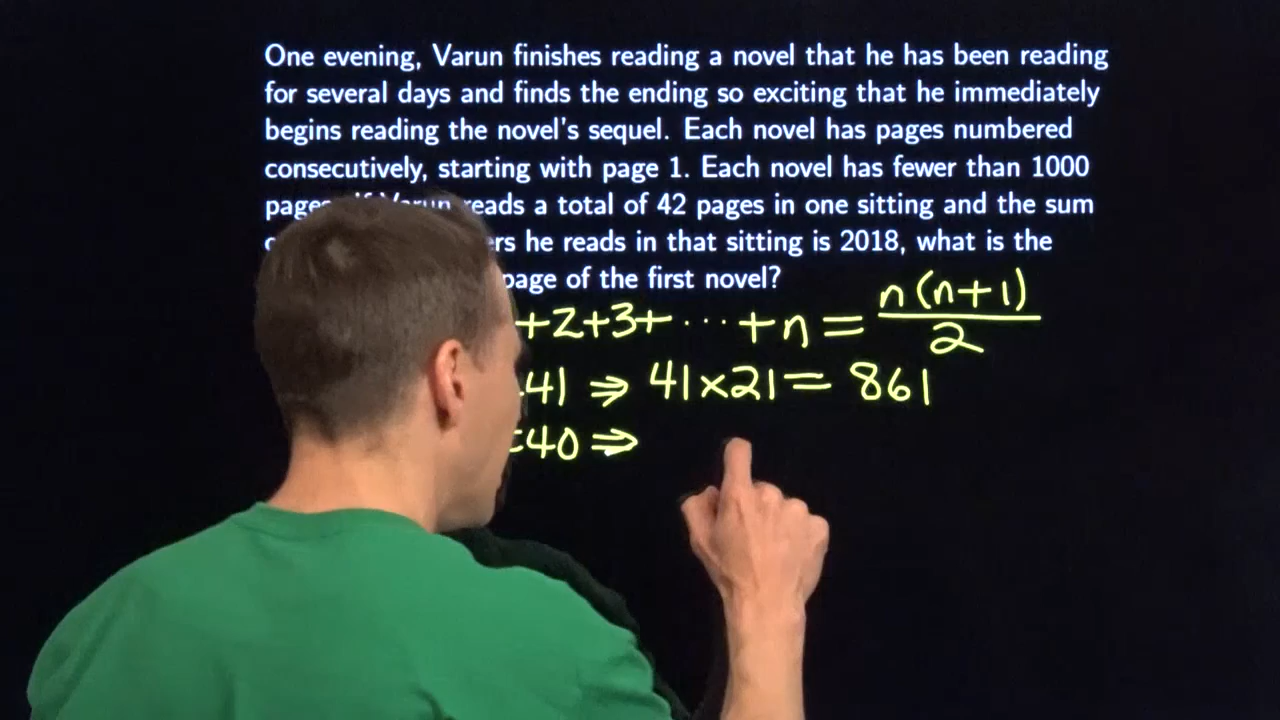 One evening, Varun finishes reading a novel that he has been reading
for several days and finds the ending so exciting that he immediately
begins reading the novel's sequel. Each novel has pages numbered
consecutively, starting with page 1. Each novel has fewer than 1000
pages. If Varun reads a total of 42 pages in one sitting and the sum
he reads in that sitting is 2018, what is the
page of the first novel?
+2+3+ ··· +n = n(n+1)/2
41 ⇒ 41×21 = 861
=40 ⇒